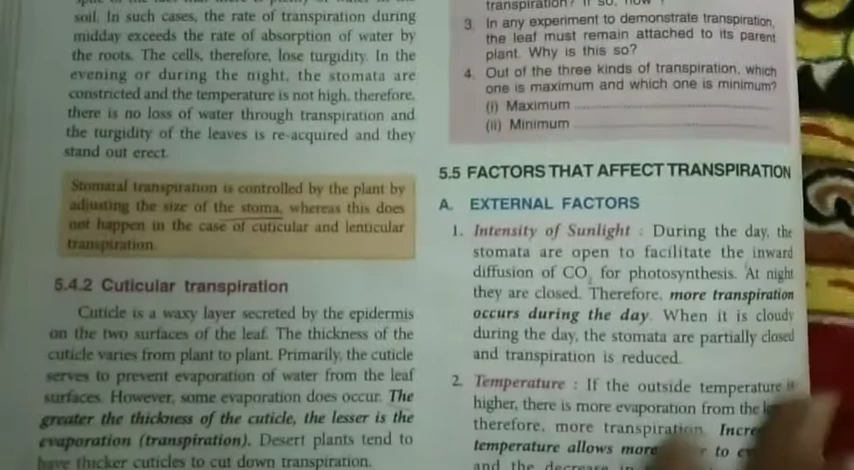 soil. In such cases, the rate of transpiration during
midday exceeds the rate of absorption of water by
the roots. The cells, therefore, lose turgidity. In the
evening or during the night, the stomata are
constricted and the temperature is not high, therefore,
there is no loss of water through transpiration and
the turgidity of the leaves is re-acquired and they
stand out erect.
Stomatal transpiration is controlled by the plant by
adjusting the size of the stoma, whereas this does
not happen in the case of cuticular and lenticular
transpiration.
5.4.2 Cuticular transpiration
Cuticle is a waxy layer secreted by the epidermis
on the two surfaces of the leaf. The thickness of the
cuticle varies from plant to plant. Primarily, the cuticle
serves to prevent evaporation of water from the leaf
surfaces. However, some evaporation does occur. The
greater the thickness of the cuticle, the lesser is the
evaporation (transpiration). Desert plants tend to
have thicker cuticles to cut down transpiration.
transpiration? If so, how ?
3. In any experiment to demonstrate transpiration,
the leaf must remain attached to its parent
plant. Why is this so?
4. Out of the three kinds of transpiration, which
one is maximum and which one is minimum?
(i) Maximum
(ii) Minimum
5.5 FACTORS THAT AFFECT TRANSPIRATION
A. EXTERNAL FACTORS
1. Intensity of Sunlight : During the day, the
stomata are open to facilitate the inward
diffusion of CO₂ for photosynthesis. At night
they are closed. Therefore, more transpiration
occurs during the day. When it is cloudy
during the day, the stomata are partially closed
and transpiration is reduced.
2. Temperature : If the outside temperature is
higher, there is more evaporation from the
therefore, more transpiration.
temperature allows more to
and the decrease in